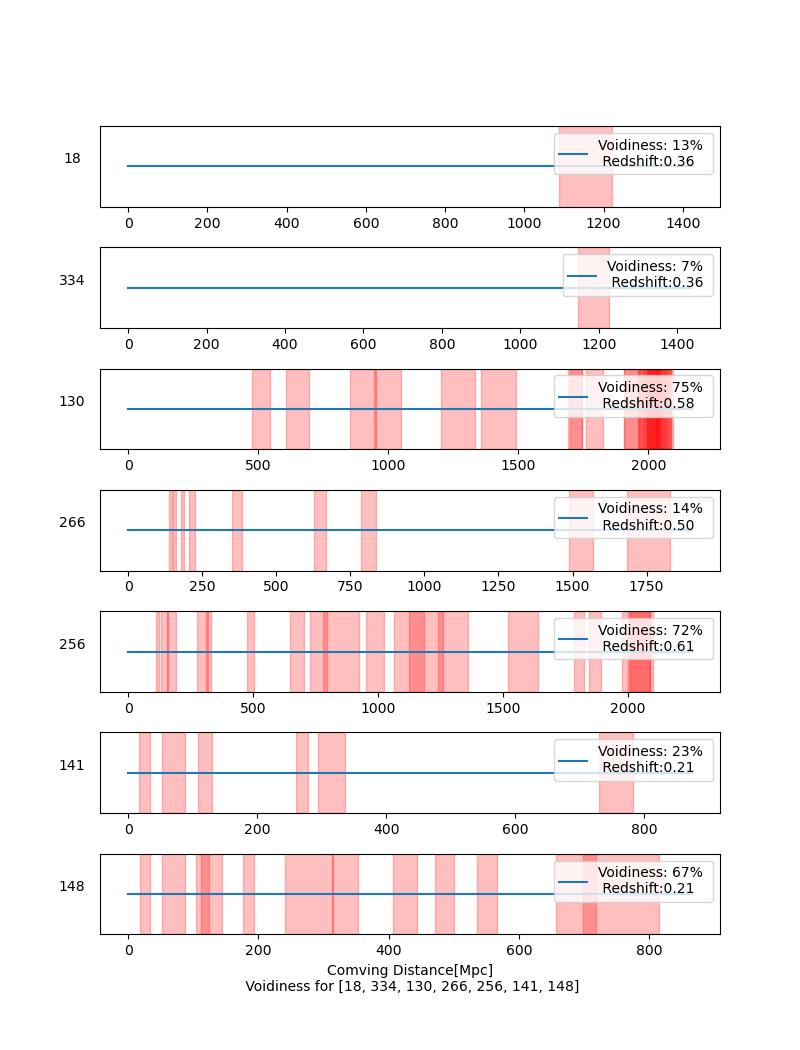 18
Voidiness: 13%
Redshift:0.36
0 200 400 600 800 1000 1200 1400
334
Voidiness: 7%
Redshift:0.36
0 200 400 600 800 1000 1200 1400
130
Voidiness: 75%
Redshift:0.58
0 500 1000 1500 2000
266
Voidiness: 14%
Redshift:0.50
0 250 500 750 1000 1250 1500 1750
256
Voidiness: 72%
Redshift:0.61
0 500 1000 1500 2000
141
Voidiness: 23%
Redshift:0.21
0 200 400 600 800
148
Voidiness: 67%
Redshift:0.21
0 200 400 600 800
Comving Distance[Mpc]
Voidiness for [18, 334, 130, 266, 256, 141, 148]